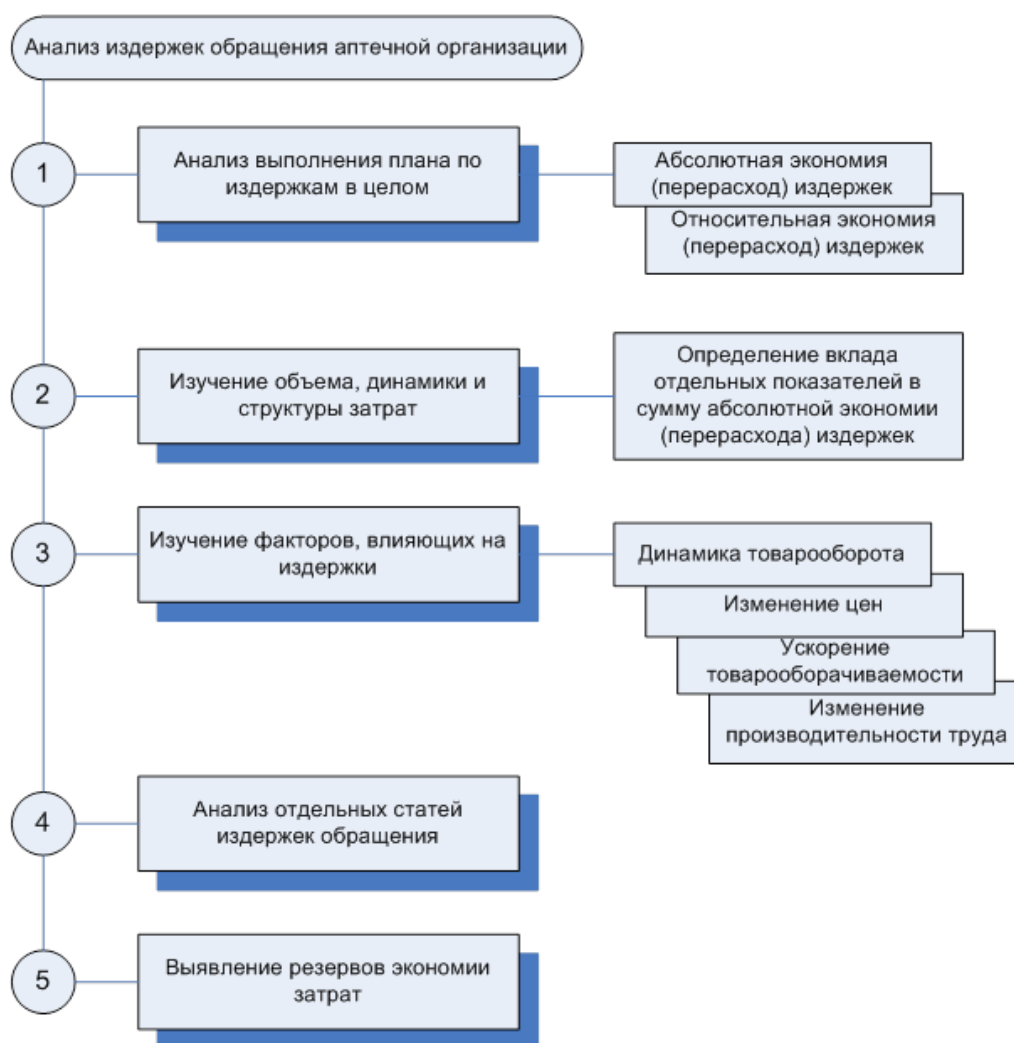 Анализ издержек обращения аптечной организации
1
Анализ выполнения плана по
издержкам в целом
Абсолютная экономия
(перерасход) издержек
Относительная экономия
(перерасход) издержек
2
Изучение объема, динамики и
структуры затрат
Определение вклада
отдельных показателей в
сумму абсолютной экономии
(перерасхода) издержек
3
Изучение факторов, влияющих на
издержки
Динамика товарооборота
Изменение цен
Ускорение
товарооборачиваемости
Изменение
производительности труда
4
Анализ отдельных статей
издержек обращения
5
Выявление резервов экономии
затрат